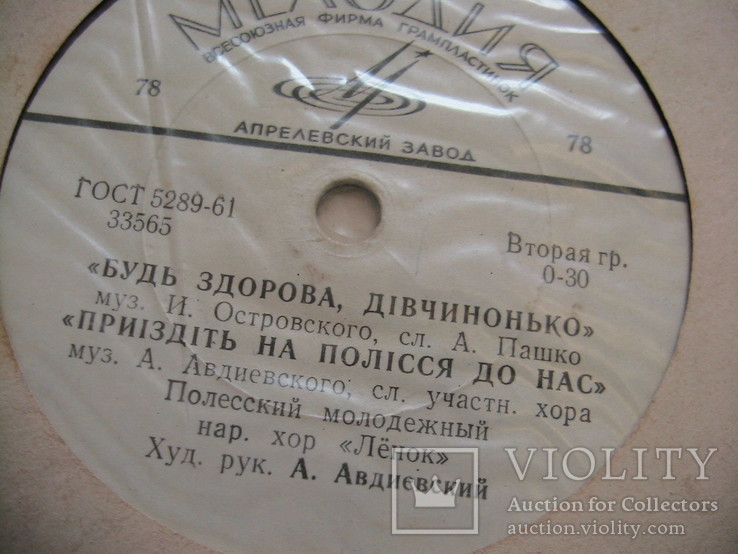 МЕЛОДИЯ
ВСЕСОЮЗНАЯ ФИРМА ГРАМПЛАСТИНОК
78
78
АПРЕЛЕВСКИЙ ЗАВОД
ГОСТ 5289-61
33565
Вторая гр.
0-30
«БУДЬ ЗДОРОВА, ДІВЧИНОНЬКО»
муз. И. Островского, сл. А. Пашко
«ПРИІЗДІТЬ НА ПОЛІССЯ ДО НАС»
муз. А. Авдиевского, сл. участн. хора
Полесский молодежный
нар. хор «Лёнок»
Худ. рук. А. Авдиевский
VIOLITY
Auction for Collectors
auction.violity.com